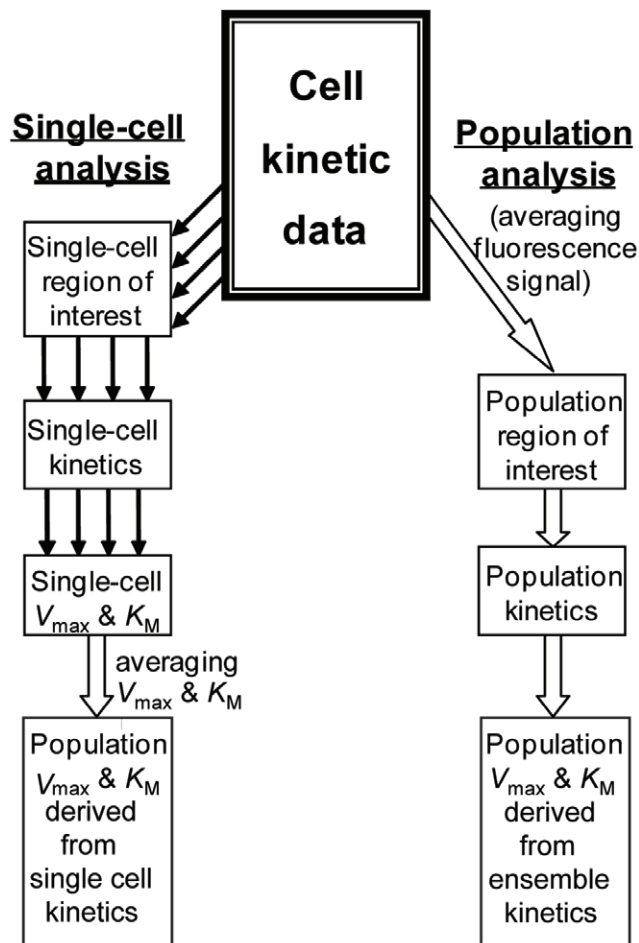 Cell
kinetic
data
Single-cell
analysis
Single-cell
region of
interest
Single-cell
kinetics
Single-cell
Vmax & KM
averaging
Vmax & KM
Population
Vmax & KM
derived
from
single cell
kinetics
Population
analysis
(averaging
fluorescence
signal)
Population
region of
interest
Population
kinetics
Population
Vmax & KM
derived
from
ensemble
kinetics